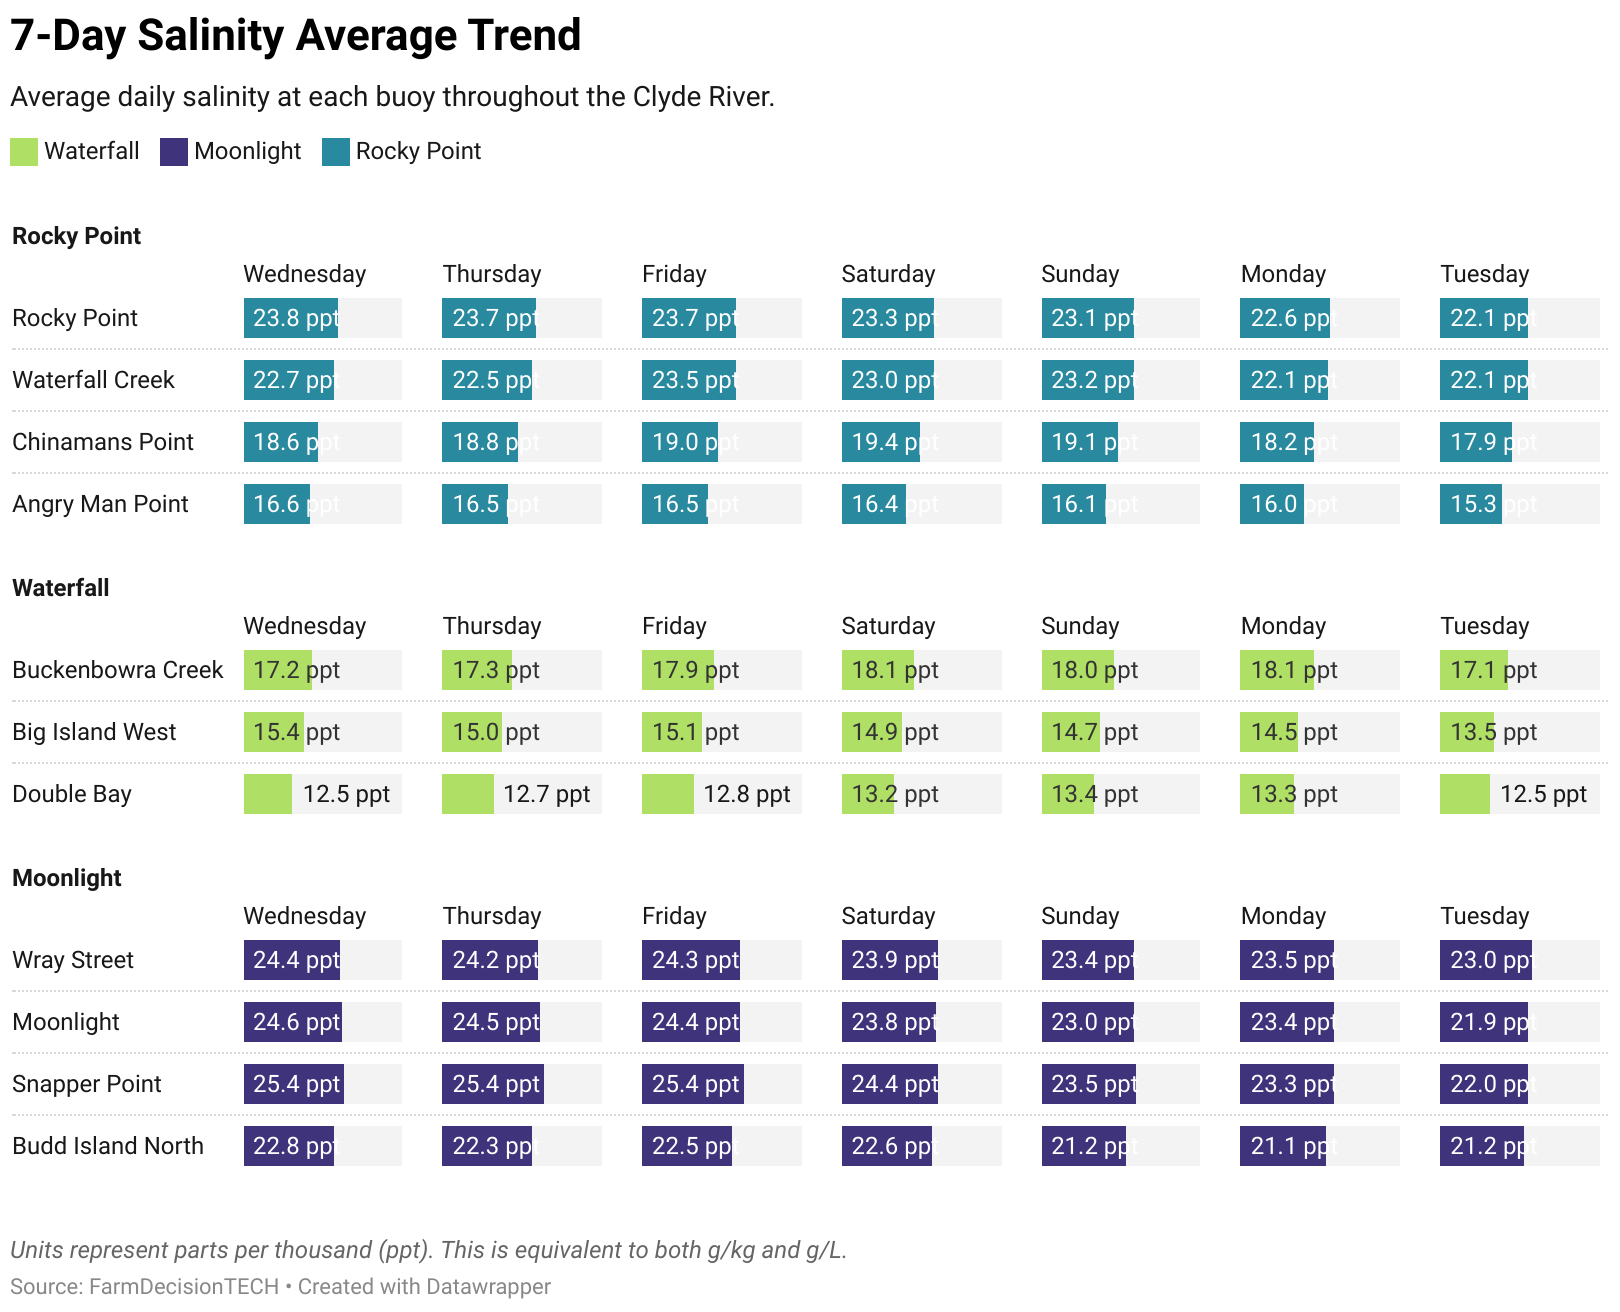 7-Day Salinity Average Trend
Average daily salinity at each buoy throughout the Clyde River.
Waterfall Moonlight Rocky Point
Rocky Point
Wednesday Thursday Friday Saturday Sunday Monday Tuesday
Rocky Point 23.8 ppt 23.7 ppt 23.7 ppt 23.3 ppt 23.1 ppt 22.6 ppt 22.1 ppt
Waterfall Creek 22.7 ppt 22.5 ppt 23.5 ppt 23.0 ppt 23.2 ppt 22.1 ppt 22.1 ppt
Chinamans Point 18.6 ppt 18.8 ppt 19.0 ppt 19.4 ppt 19.1 ppt 18.2 ppt 17.9 ppt
Angry Man Point 16.6 ppt 16.5 ppt 16.5 ppt 16.4 ppt 16.1 ppt 16.0 ppt 15.3 ppt
Waterfall
Wednesday Thursday Friday Saturday Sunday Monday Tuesday
Buckenbowra Creek 17.2 ppt 17.3 ppt 17.9 ppt 18.1 ppt 18.0 ppt 18.1 ppt 17.1 ppt
Big Island West 15.4 ppt 15.0 ppt 15.1 ppt 14.9 ppt 14.7 ppt 14.5 ppt 13.5 ppt
Double Bay 12.5 ppt 12.7 ppt 12.8 ppt 13.2 ppt 13.4 ppt 13.3 ppt 12.5 ppt
Moonlight
Wednesday Thursday Friday Saturday Sunday Monday Tuesday
Wray Street 24.4 ppt 24.2 ppt 24.3 ppt 23.9 ppt 23.4 ppt 23.5 ppt 23.0 ppt
Moonlight 24.6 ppt 24.5 ppt 24.4 ppt 23.8 ppt 23.0 ppt 23.4 ppt 21.9 ppt
Snapper Point 25.4 ppt 25.4 ppt 25.4 ppt 24.4 ppt 23.5 ppt 23.3 ppt 22.0 ppt
Budd Island North 22.8 ppt 22.3 ppt 22.5 ppt 22.6 ppt 21.2 ppt 21.1 ppt 21.2 ppt
Units represent parts per thousand (ppt). This is equivalent to both g/kg and g/L.
Source: FarmDecisionTECH • Created with Datawrapper